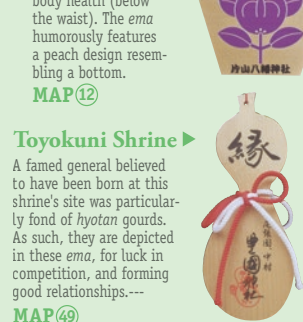 body health (below
the waist). The ema
humorously features
a peach design resem-
bling a bottom.
MAP⑫
片山八幡神社
Toyokuni Shrine ▶
A famed general believed
to have been born at this
shrine's site was particular-
ly fond of hyotan gourds.
As such, they are depicted
in these ema, for luck in
competition, and forming
good relationships.---
MAP㊾
縁
豊國神社